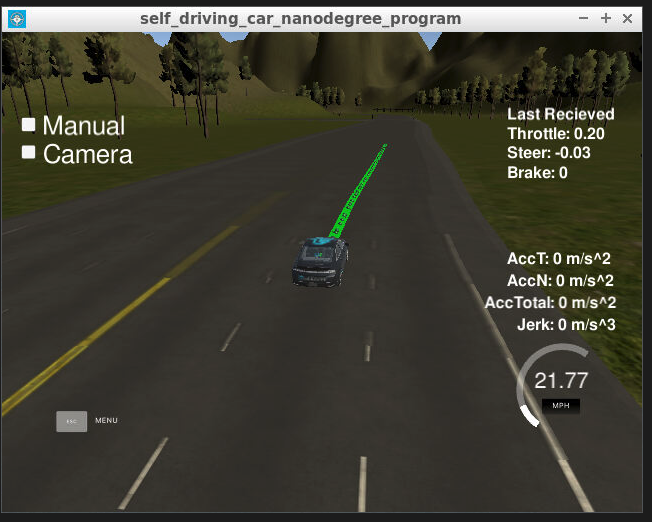 self_driving_car_nanodegree_program
Manual
Camera
Last Recieved
Throttle: 0.20
Steer: -0.03
Brake: 0
AccT: 0 m/s^2
AccN: 0 m/s^2
AccTotal: 0 m/s^2
Jerk: 0 m/s^3
21.77
MPH
ESC
MENU